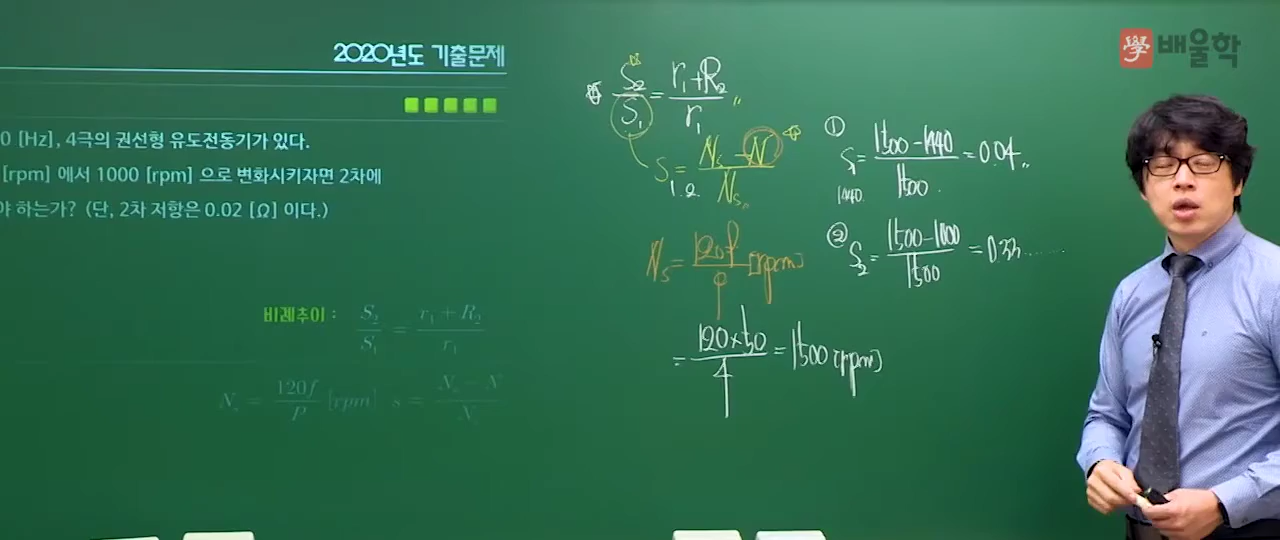 2020년도 기출문제
學 배울학
0 [Hz], 4극의 권선형 유도전동기가 있다.
[rpm] 에서 1000 [rpm] 으로 변화시키자면 2차에
야 하는가? (단, 2차 저항은 0.02 [Ω] 이다.)
비례추이 : S₂/S₁ = r₁ + R₂/r₁
Nₛ = 120f/P [rpm] s = Nₛ - N/Nₛ
S₂/S₁ = r₁+R₂/r₁
S 1.2 = Nₛ - N/Nₛ
Nₛ = 120f/p [rpm]
= 120×50/4 = 1500 [rpm]
① S₁ = 1500-1440/1500 = 0.04
1440
② S₂ = 1500-1000/1500 = 0.33......